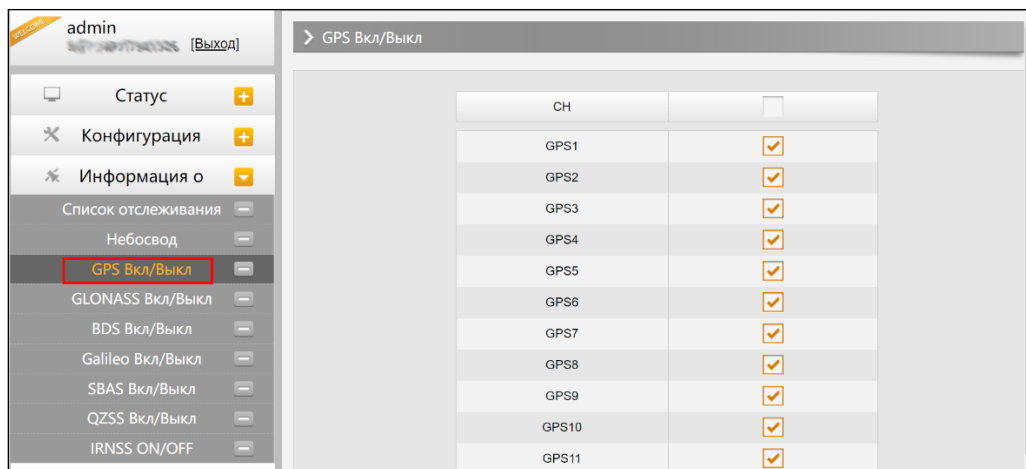 WELCOME
admin
[Выход]
Статус
Конфигурация
Информация о
Список отслеживания
Небосвод
GPS Вкл/Выкл
GLONASS Вкл/Выкл
BDS Вкл/Выкл
Galileo Вкл/Выкл
SBAS Вкл/Выкл
QZSS Вкл/Выкл
IRNSS ON/OFF
GPS Вкл/Выкл
CH
GPS1
GPS2
GPS3
GPS4
GPS5
GPS6
GPS7
GPS8
GPS9
GPS10
GPS11